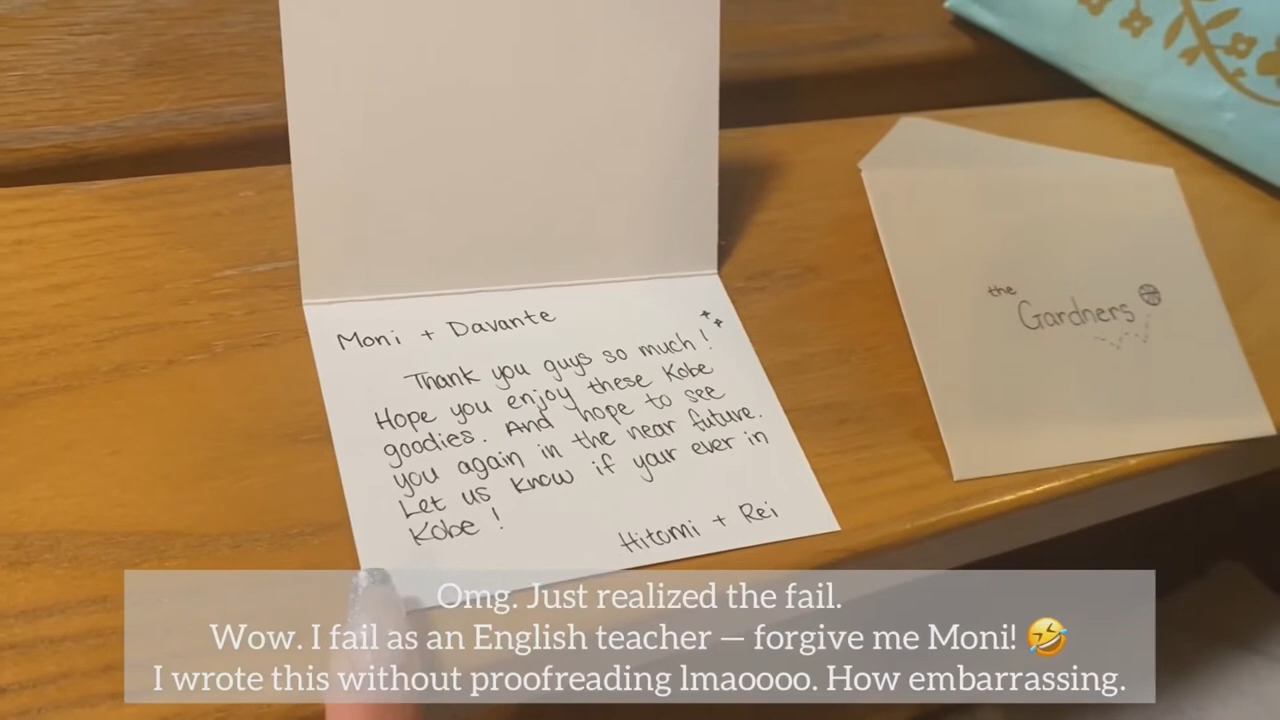 Moni + Davante
Thank you guys so much!
Hope you enjoy these Kobe
goodies. And hope to see
you again in the near future.
Let us know if your ever in
Kobe!
Hitomi + Rei
the
Gardners
Omg. Just realized the fail.
Wow. I fail as an English teacher — forgive me Moni! 🤣
I wrote this without proofreading lmaoooo. How embarrassing.